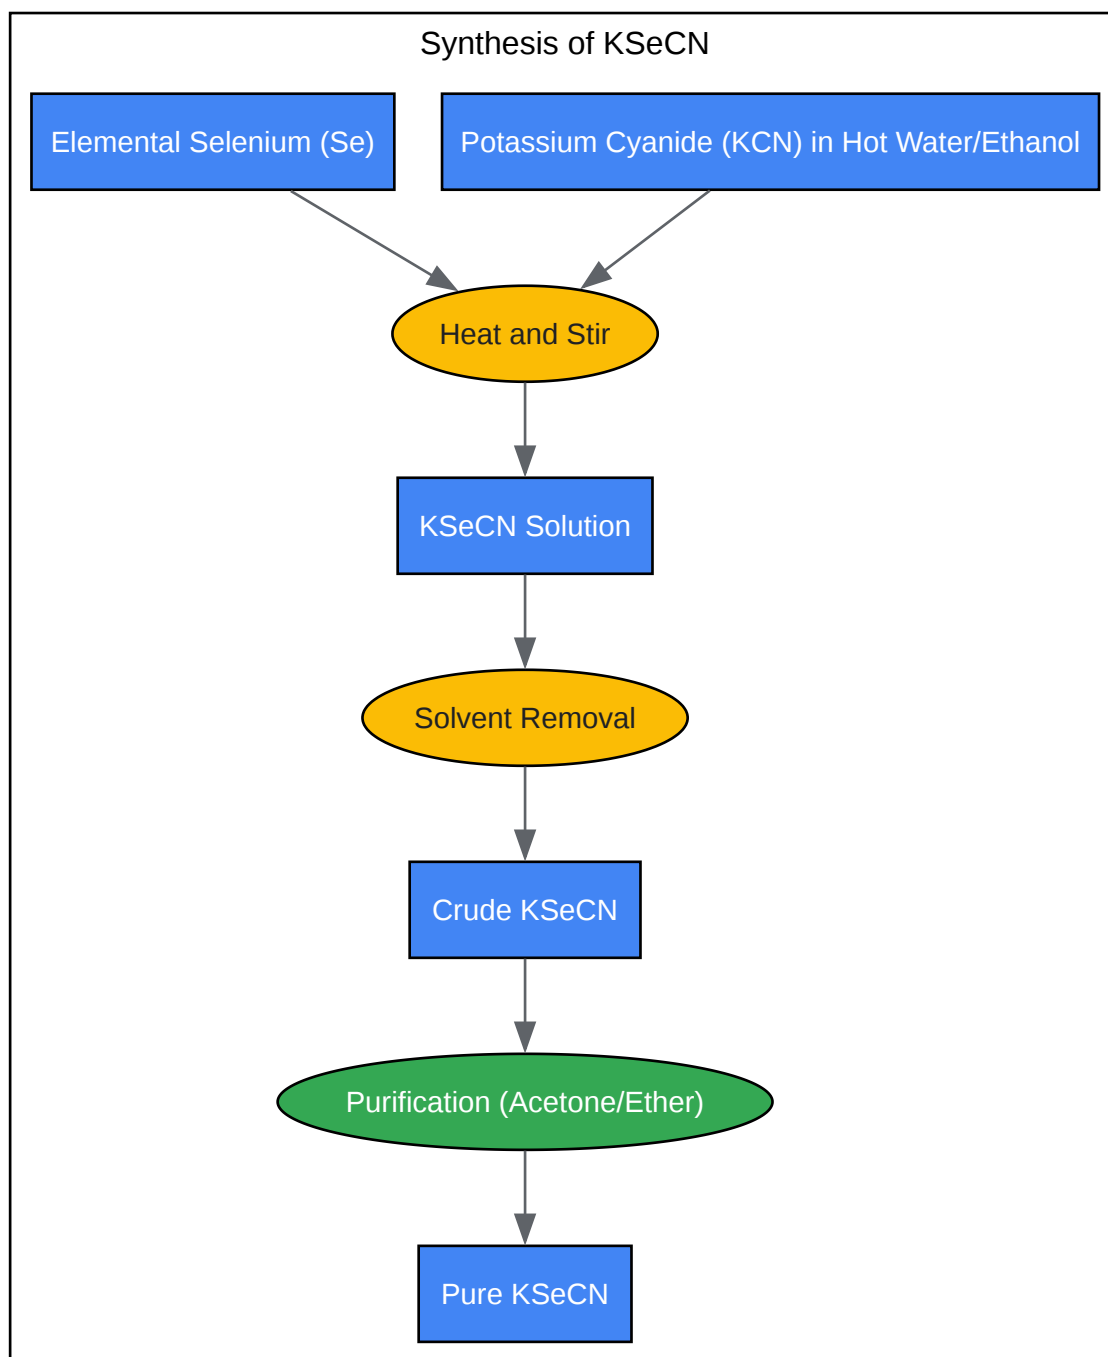 Synthesis of KSeCN
Elemental Selenium (Se)
Potassium Cyanide (KCN) in Hot Water/Ethanol
Heat and Stir
KSeCN Solution
Solvent Removal
Crude KSeCN
Purification (Acetone/Ether)
Pure KSeCN